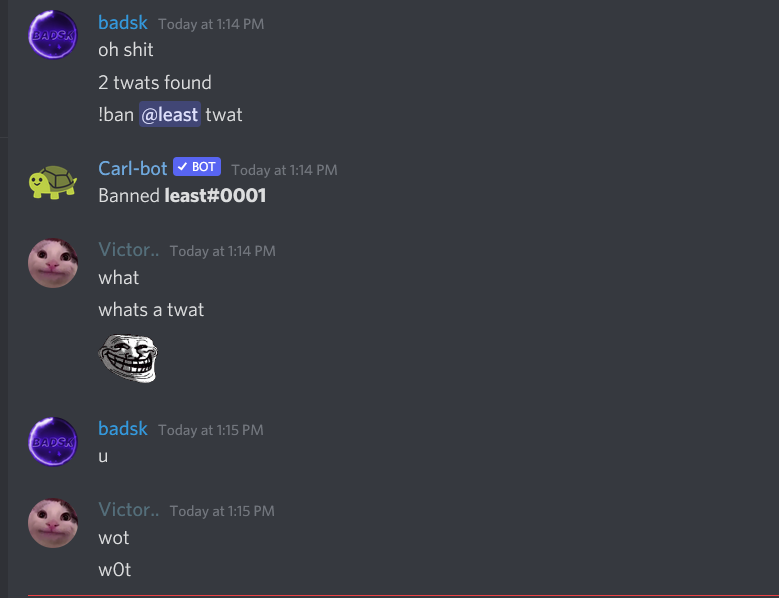 badsk Today at 1:14 PM
oh shit
2 twats found
!ban @least twat
Carl-bot BOT Today at 1:14 PM
Banned least#0001
Victor.. Today at 1:14 PM
what
whats a twat
badsk Today at 1:15 PM
u
Victor.. Today at 1:15 PM
wot
w0t